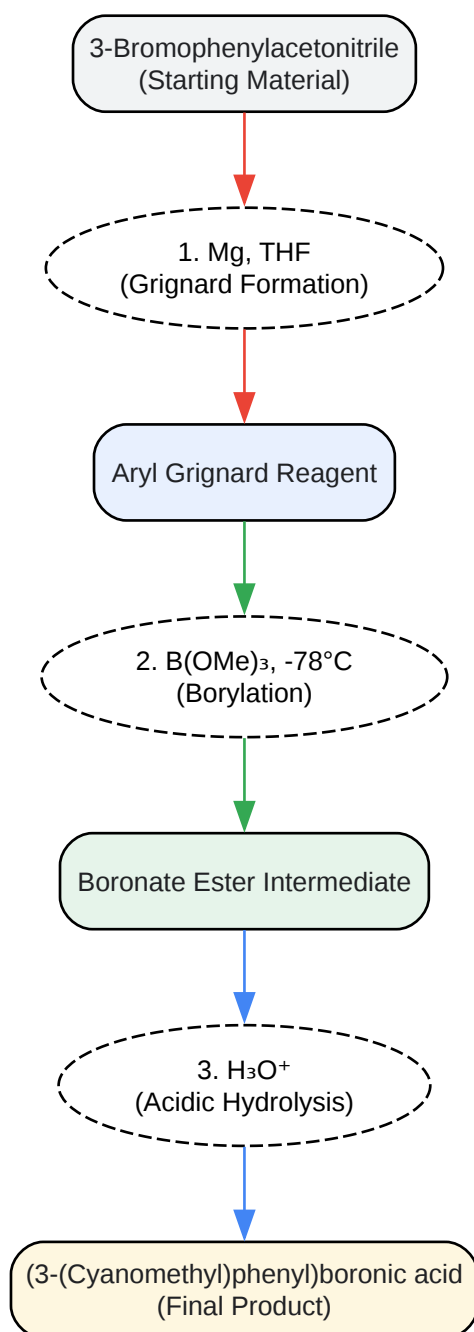 3-Bromophenylacetonitrile
(Starting Material)
1. Mg, THF
(Grignard Formation)
Aryl Grignard Reagent
2. B(OMe)₃, -78°C
(Borylation)
Boronate Ester Intermediate
3. H₃O⁺
(Acidic Hydrolysis)
(3-(Cyanomethyl)phenyl)boronic acid
(Final Product)